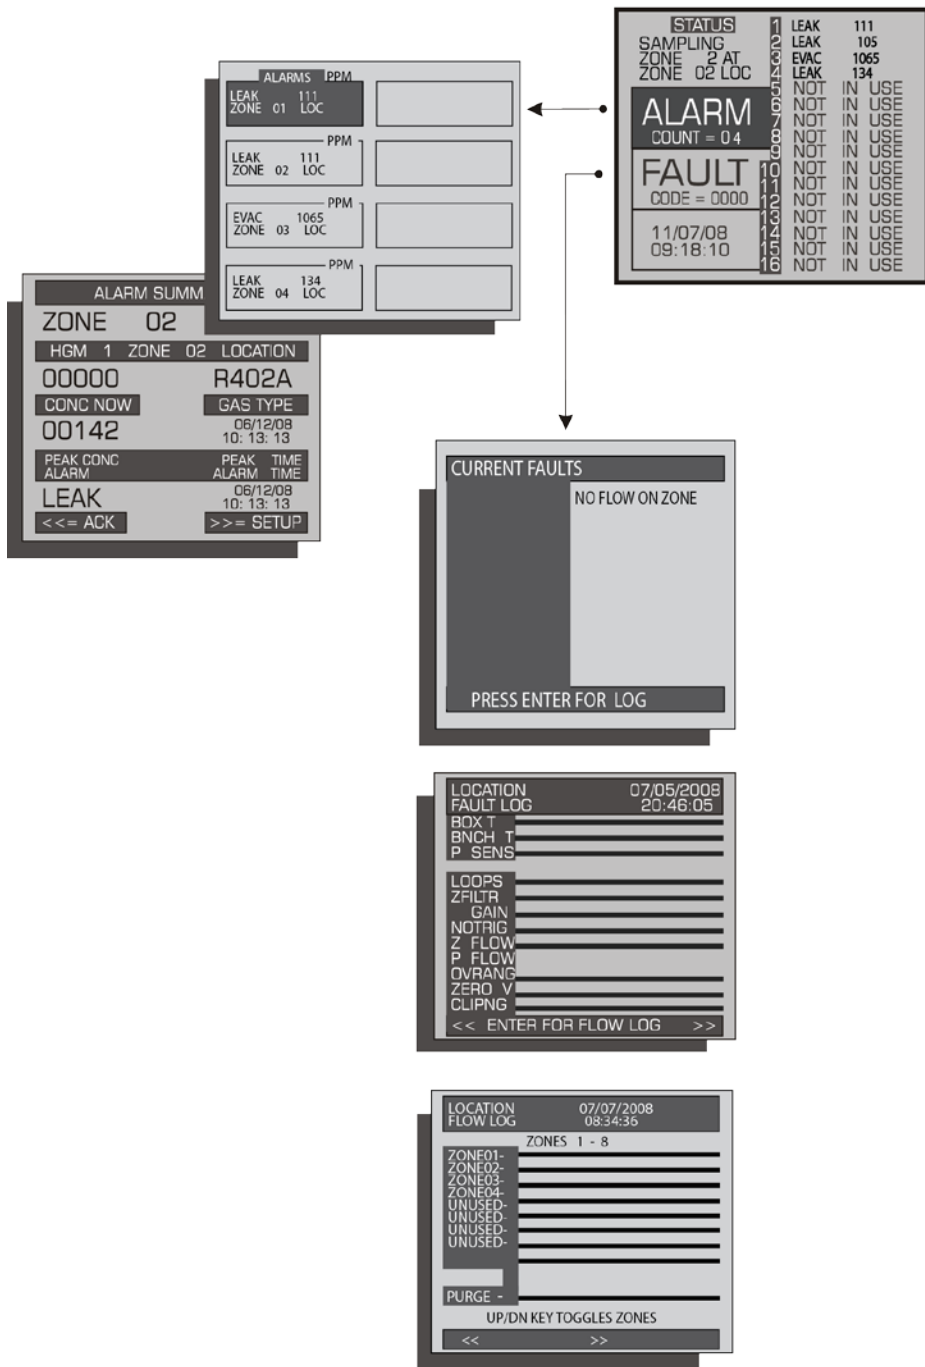 STATUS
SAMPLING
ZONE 2 AT
ZONE 02 LOC
ALARM
COUNT = 04
FAULT
CODE = 0000
11/07/08
09:18:10
1 LEAK 111
2 LEAK 105
3 EVAC 1065
4 LEAK 134
5 NOT IN USE
6 NOT IN USE
7 NOT IN USE
8 NOT IN USE
9 NOT IN USE
10 NOT IN USE
11 NOT IN USE
12 NOT IN USE
13 NOT IN USE
14 NOT IN USE
15 NOT IN USE
16 NOT IN USE
ALARMS PPM
LEAK 111
ZONE 01 LOC
PPM
LEAK 111
ZONE 02 LOC
PPM
EVAC 1065
ZONE 03 LOC
PPM
LEAK 134
ZONE 04 LOC
ALARM SUMM
ZONE 02
HGM 1 ZONE 02 LOCATION
00000 R402A
CONC NOW GAS TYPE
00142 06/12/08
10: 13: 13
PEAK CONC PEAK TIME
ALARM ALARM TIME
LEAK 06/12/08
10: 13: 13
<<= ACK >>= SETUP
CURRENT FAULTS
NO FLOW ON ZONE
PRESS ENTER FOR LOG
LOCATION 07/05/2008
FAULT LOG 20:46:05
BOX T
BNCH T
P SENS
LOOPS
ZFILTR
GAIN
NOTRIG
Z FLOW
P FLOW
OVRANG
ZERO V
CLIPNG
<< ENTER FOR FLOW LOG >>
LOCATION 07/07/2008
FLOW LOG 08:34:36
ZONES 1 - 8
ZONE01-
ZONE02-
ZONE03-
ZONE04-
UNUSED-
UNUSED-
UNUSED-
UNUSED-
PURGE -
UP/DN KEY TOGGLES ZONES
<< >>